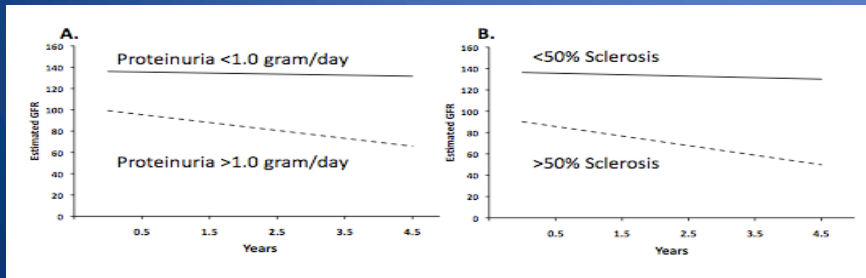 A.
160
140
120
100
80
60
40
20
0
Estimated GFR
Proteinuria <1.0 gram/day
Proteinuria >1.0 gram/day
0.5 1.5 2.5 3.5 4.5
Years
B.
160
140
120
100
80
60
40
20
0
Estimated GFR
<50% Sclerosis
>50% Sclerosis
0.5 1.5 2.5 3.5 4.5
Years